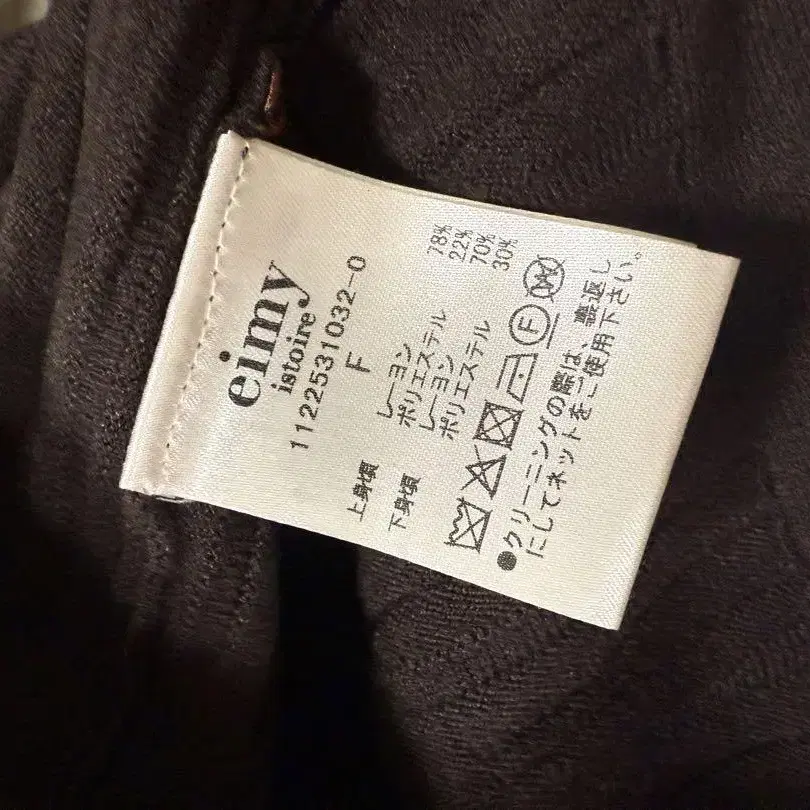 eimy
istoire
1122531032-0
F
上身頃 レーヨン 78%
ポリエステル 22%
下身頃 レーヨン 70%
ポリエステル 30%
W
F
●クリーニングの際は、裏返し
にしてネットをご使用下さい。